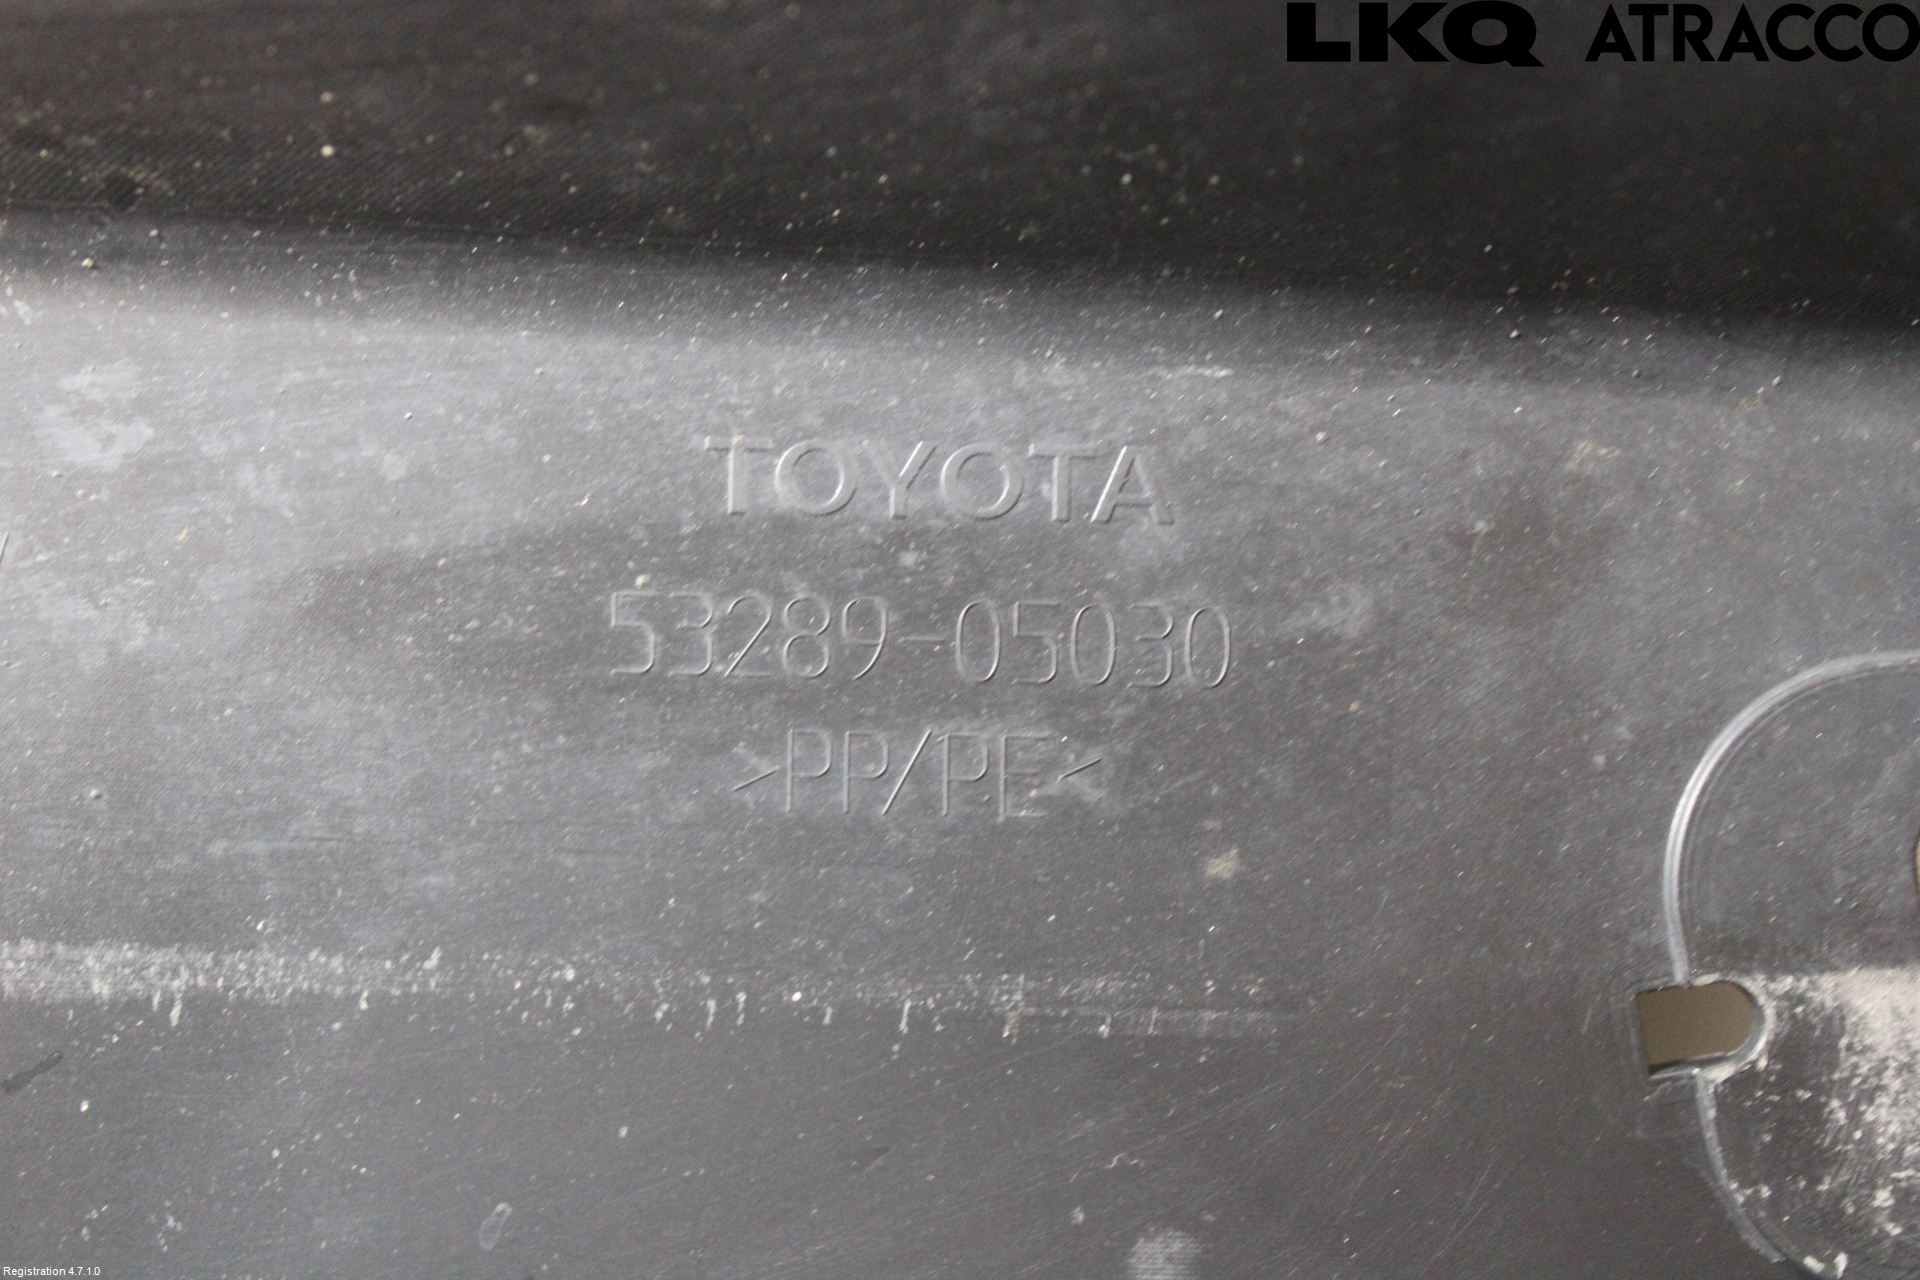 LKQ ATRACCO
TOYOTA
53289-05030
>PP/PE<
Registration 4.7.1.0